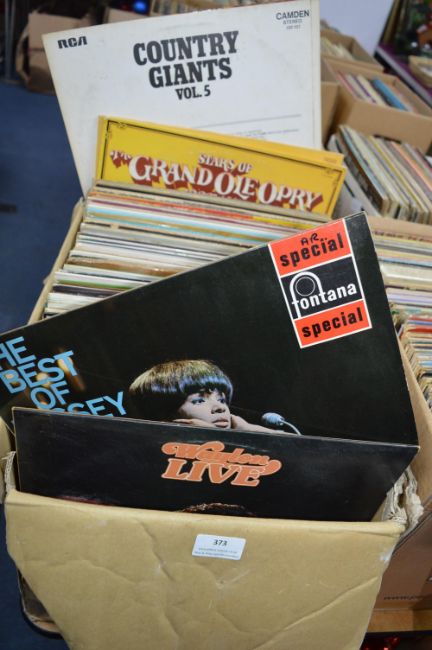 RCA
CAMDEN
STEREO
COUNTRY
GIANTS
VOL. 5
STARS OF
THE
GRAND OLE OPRY
A.R.
special
fontana
special
THE
BEST
OF
Waylon
LIVE
373